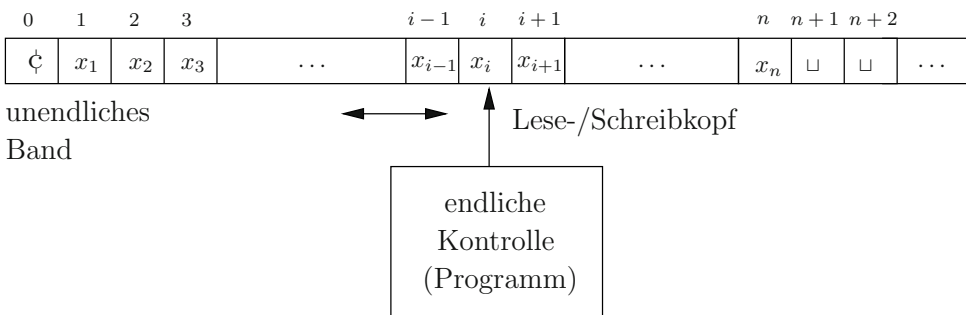 0 1 2 3 i − 1 i i + 1 n n + 1 n + 2
¢ x₁ x₂ x₃ ... xᵢ₋₁ xᵢ xᵢ₊₁ ... xₙ ⊔ ⊔ ...
unendliches
Band
Lese-/Schreibkopf
endliche
Kontrolle
(Programm)